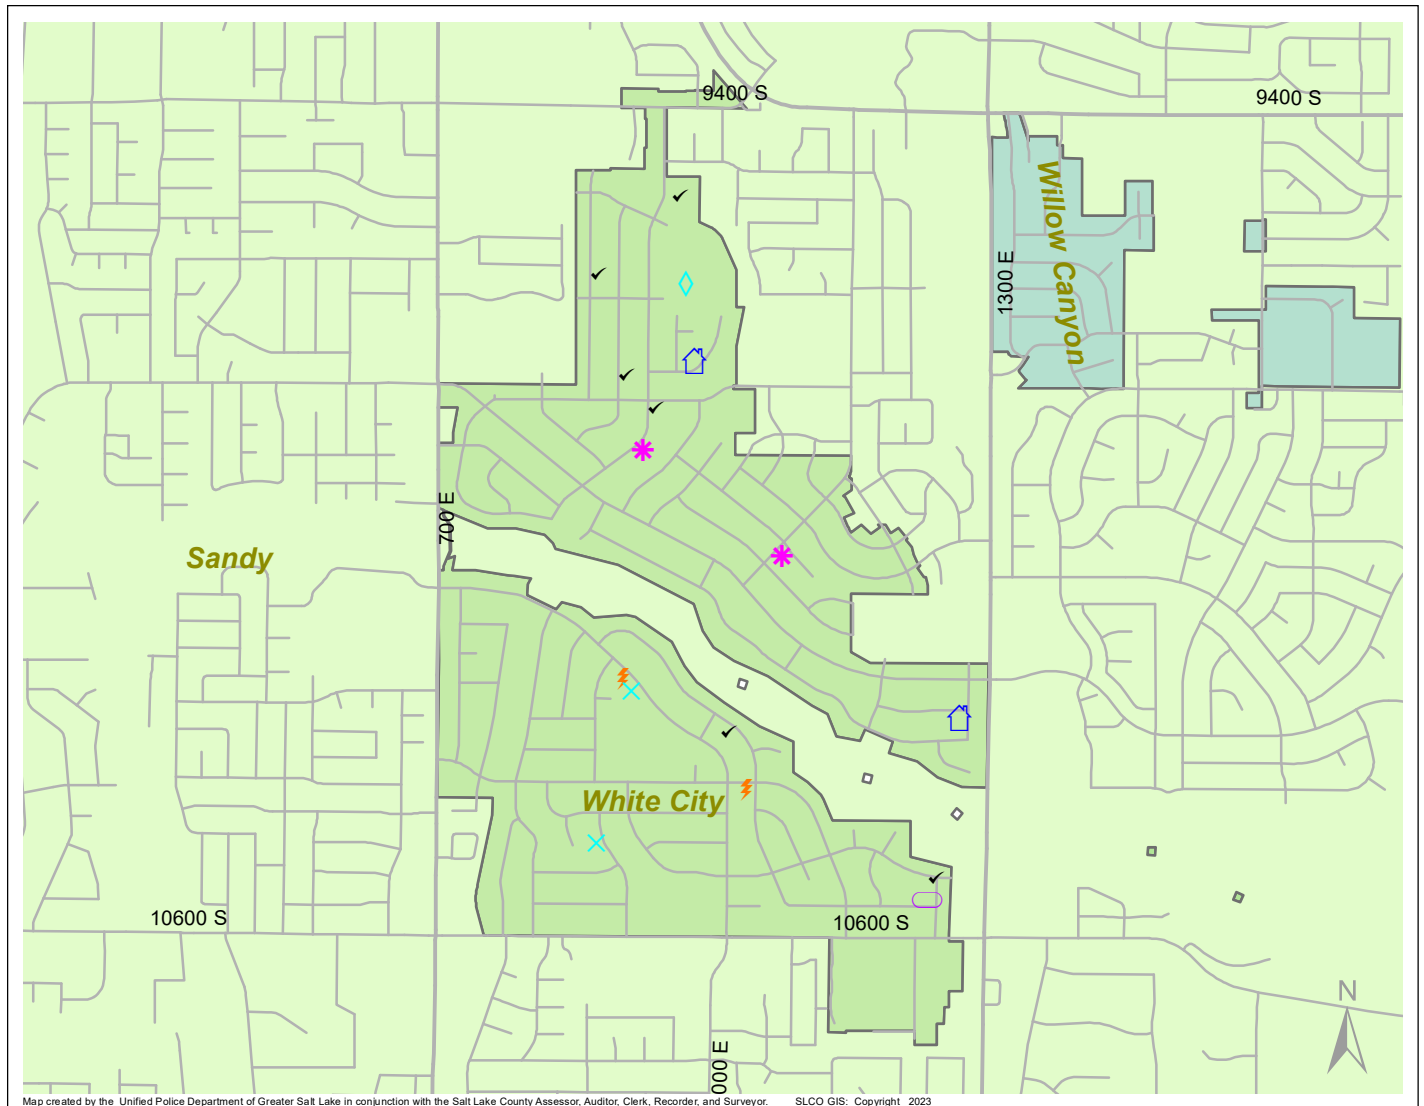 9400 S
9400 S
Willow Canyon
1300 E
700 E
Sandy
White City
10600 S
10600 S
N
000 E
Map created by the Unified Police Department of Greater Salt Lake in conjunction with the Salt Lake County Assessor, Auditor, Clerk, Recorder, and Surveyor. SLCO GIS: Copyright 2023